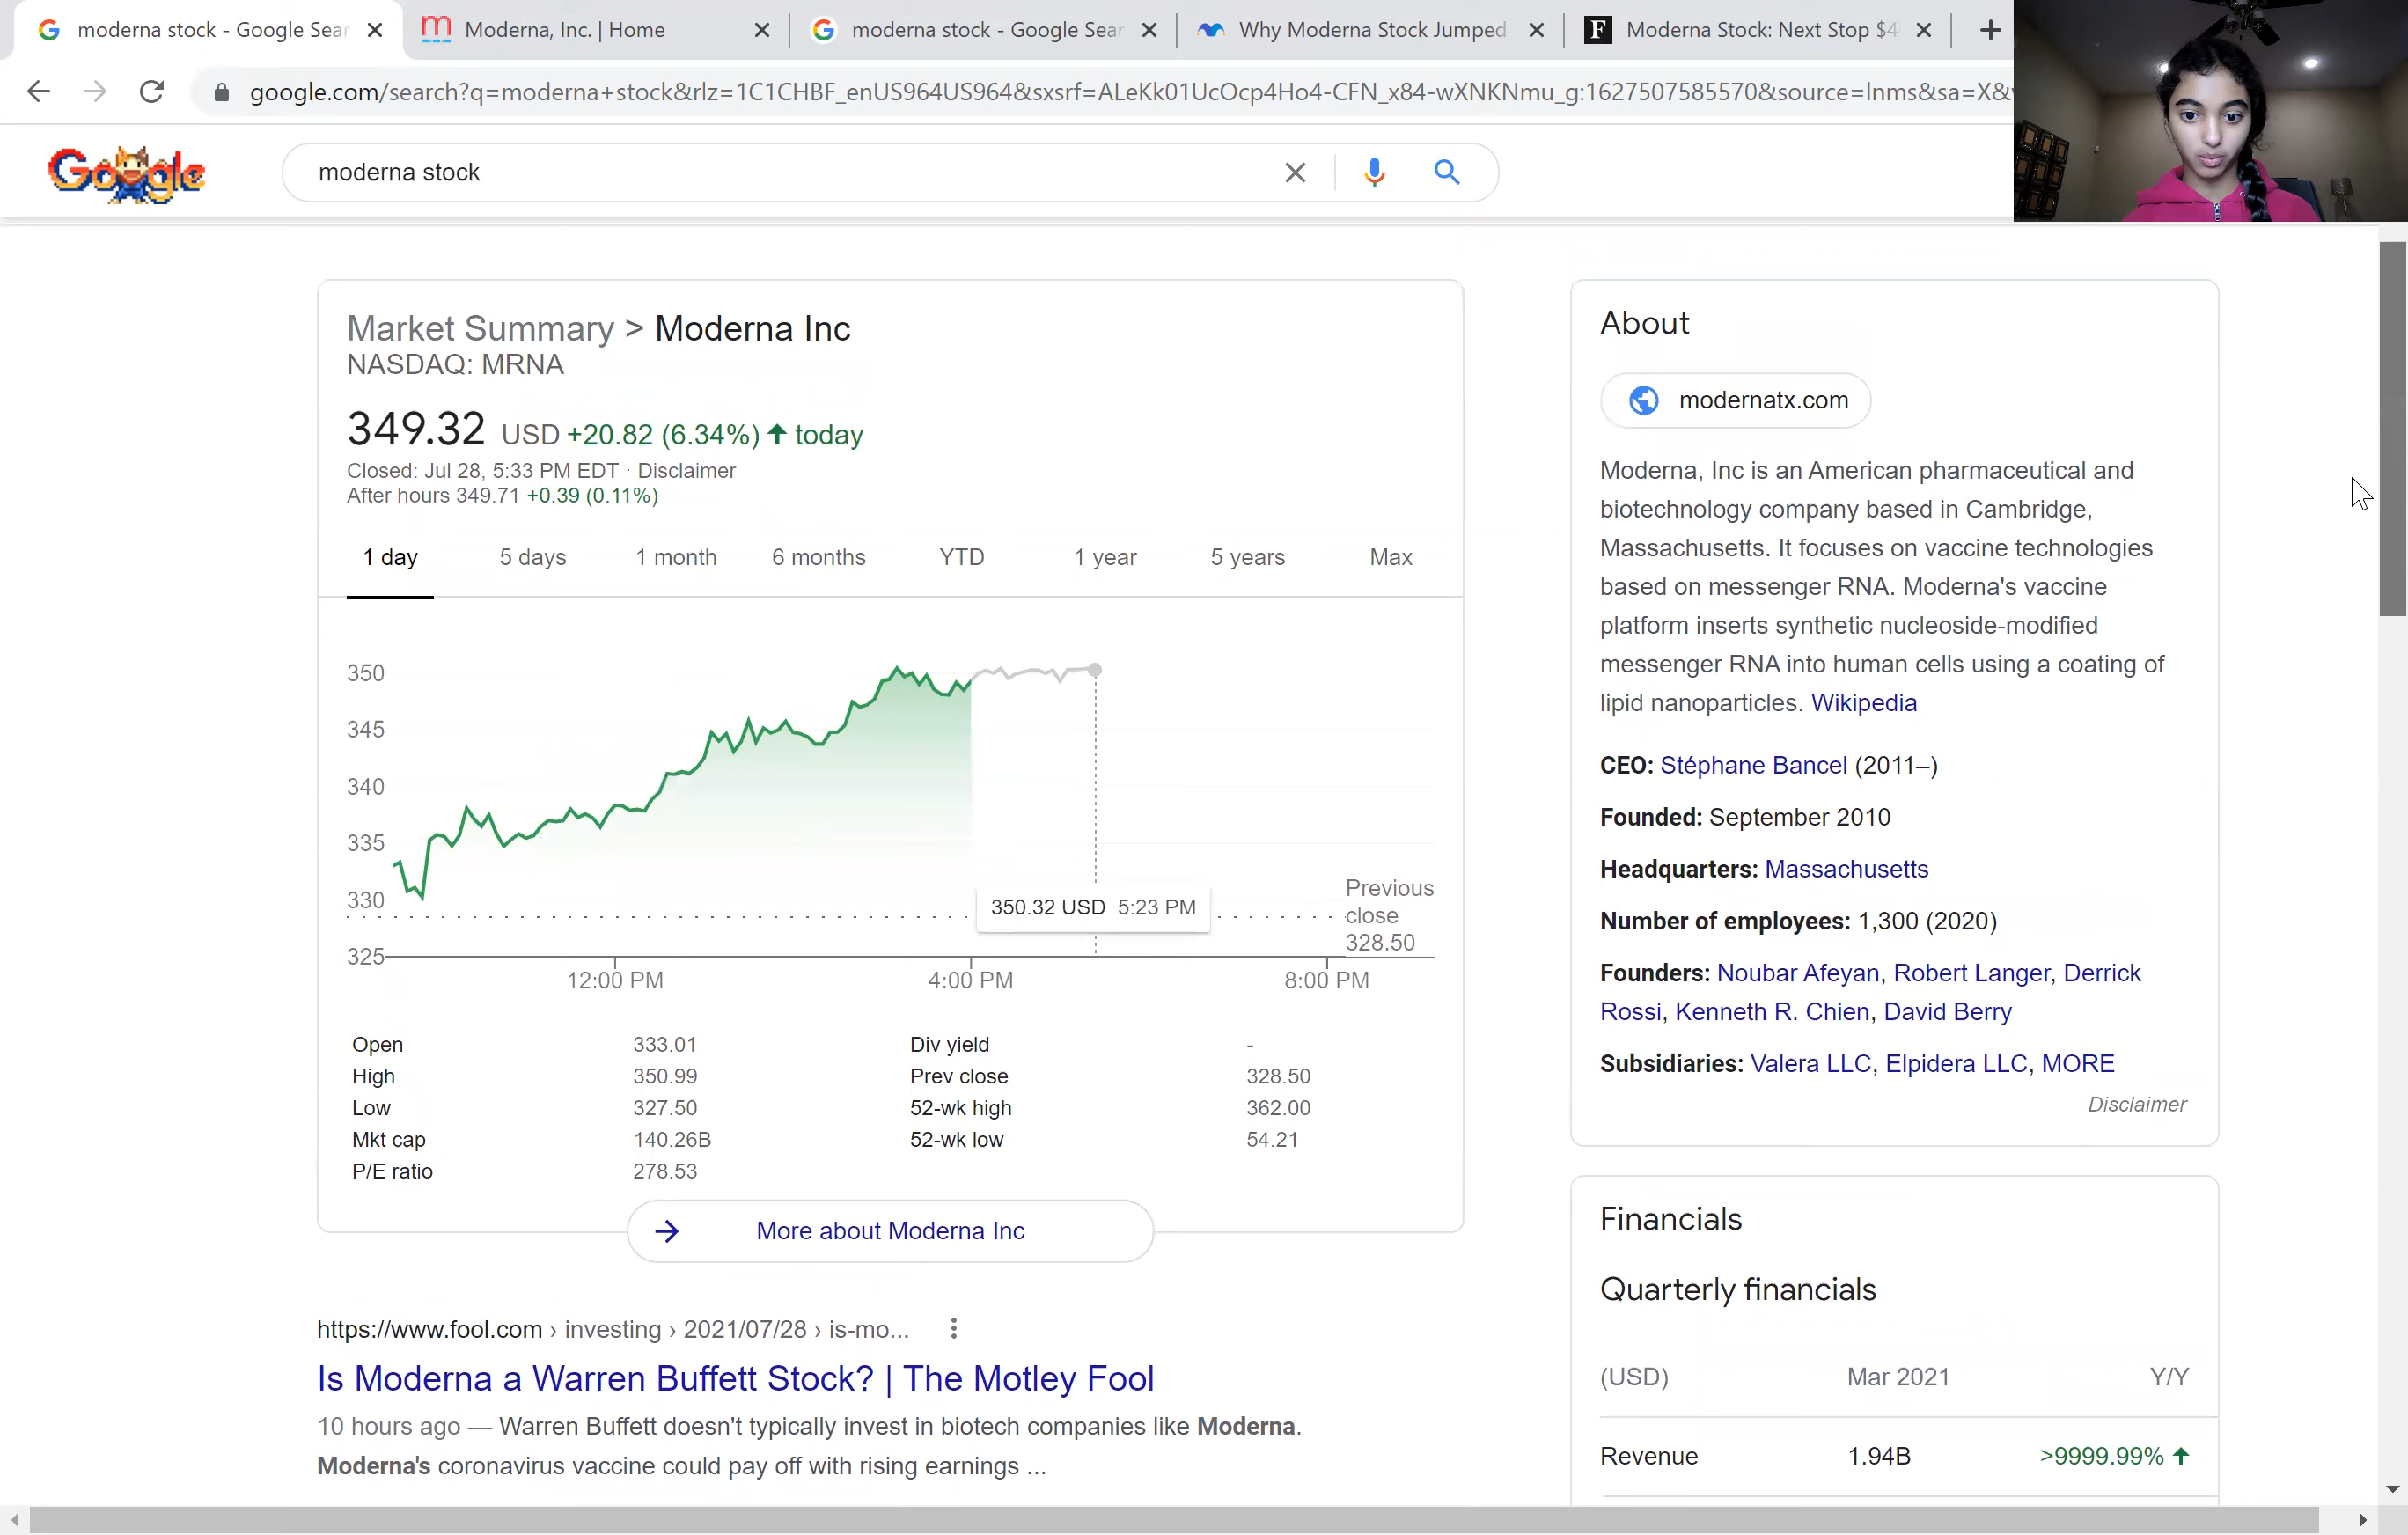 moderna stock - Google Sear
Moderna, Inc. | Home
moderna stock - Google Sear
Why Moderna Stock Jumped
Moderna Stock: Next Stop $4
google.com/search?q=moderna+stock&rlz=1C1CHBF_enUS964US964&sxsrf=ALeKk01UcOcp4Ho4-CFN_x84-wXNKNmu_g:1627507585570&source=lnms&sa=X&
Google
moderna stock
Market Summary > Moderna Inc
NASDAQ: MRNA
349.32 USD +20.82 (6.34%) ↑ today
Closed: Jul 28, 5:33 PM EDT · Disclaimer
After hours 349.71 +0.39 (0.11%)
1 day 5 days 1 month 6 months YTD 1 year 5 years Max
350
345
340
335
330
325
350.32 USD 5:23 PM
Previous
close
328.50
12:00 PM 4:00 PM 8:00 PM
Open 333.01 Div yield -
High 350.99 Prev close 328.50
Low 327.50 52-wk high 362.00
Mkt cap 140.26B 52-wk low 54.21
P/E ratio 278.53
More about Moderna Inc
https://www.fool.com › investing › 2021/07/28 › is-mo...
Is Moderna a Warren Buffett Stock? | The Motley Fool
10 hours ago — Warren Buffett doesn't typically invest in biotech companies like Moderna.
Moderna's coronavirus vaccine could pay off with rising earnings ...
About
modernatx.com
Moderna, Inc is an American pharmaceutical and
biotechnology company based in Cambridge,
Massachusetts. It focuses on vaccine technologies
based on messenger RNA. Moderna's vaccine
platform inserts synthetic nucleoside-modified
messenger RNA into human cells using a coating of
lipid nanoparticles. Wikipedia
CEO: Stéphane Bancel (2011–)
Founded: September 2010
Headquarters: Massachusetts
Number of employees: 1,300 (2020)
Founders: Noubar Afeyan, Robert Langer, Derrick
Rossi, Kenneth R. Chien, David Berry
Subsidiaries: Valera LLC, Elpidera LLC, MORE
Disclaimer
Financials
Quarterly financials
(USD) Mar 2021 Y/Y
Revenue 1.94B >9999.99% ↑